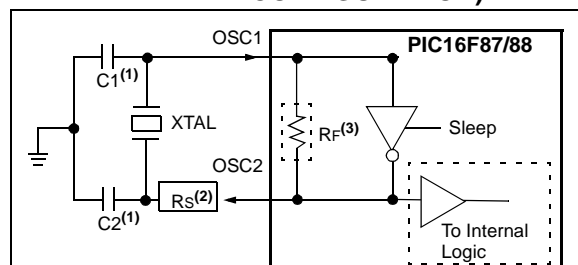 OSC1
PIC16F87/88
C1(1)
XTAL
RF(3)
Sleep
OSC2
RS(2)
C2(1)
To Internal
Logic